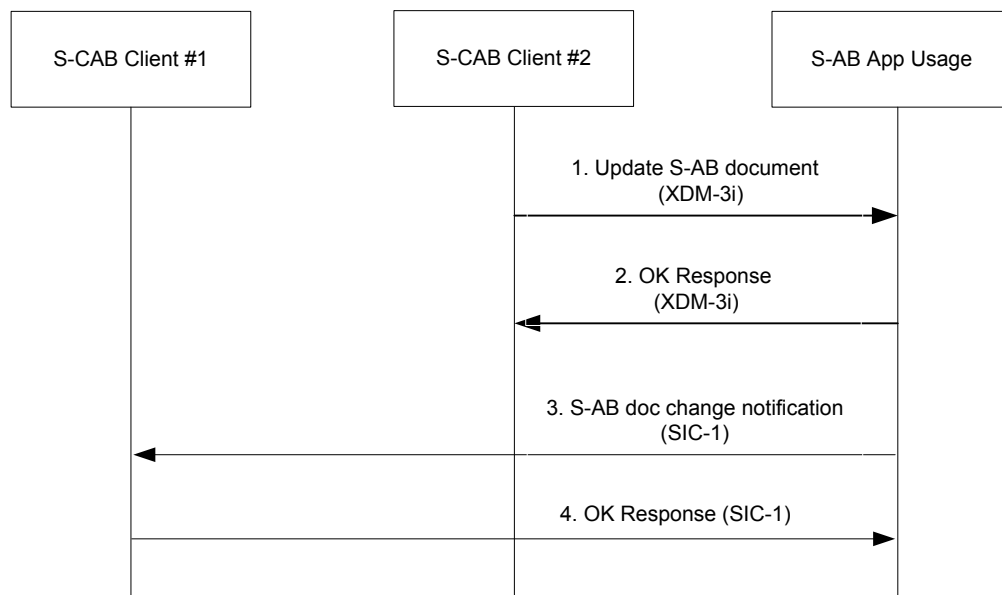 S-CAB Client #1
S-CAB Client #2
S-AB App Usage
1. Update S-AB document
(XDM-3i)
2. OK Response
(XDM-3i)
3. S-AB doc change notification
(SIC-1)
4. OK Response (SIC-1)